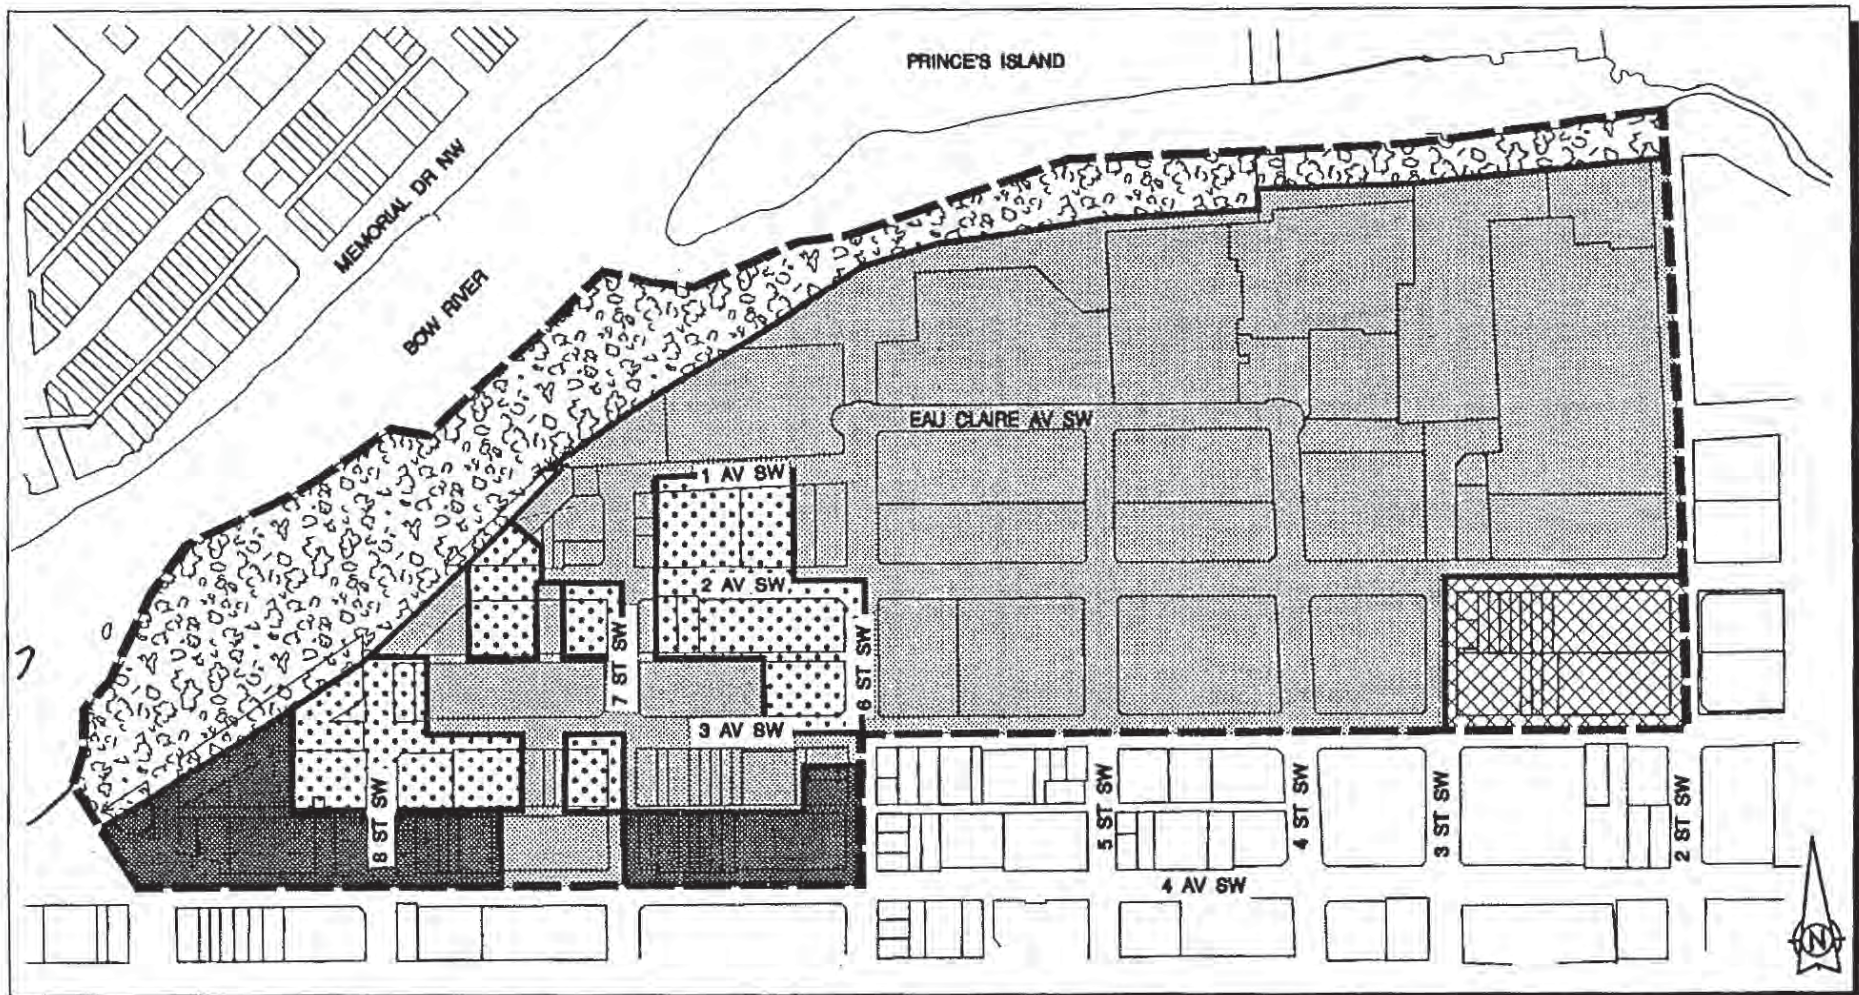 PRINCE'S ISLAND
MEMORIAL DR NW
BOW RIVER
EAU CLAIRE AV SW
1 AV SW
2 AV SW
7 ST SW
6 ST SW
3 AV SW
8 ST SW
5 ST SW
4 ST SW
3 ST SW
2 ST SW
4 AV SW
N